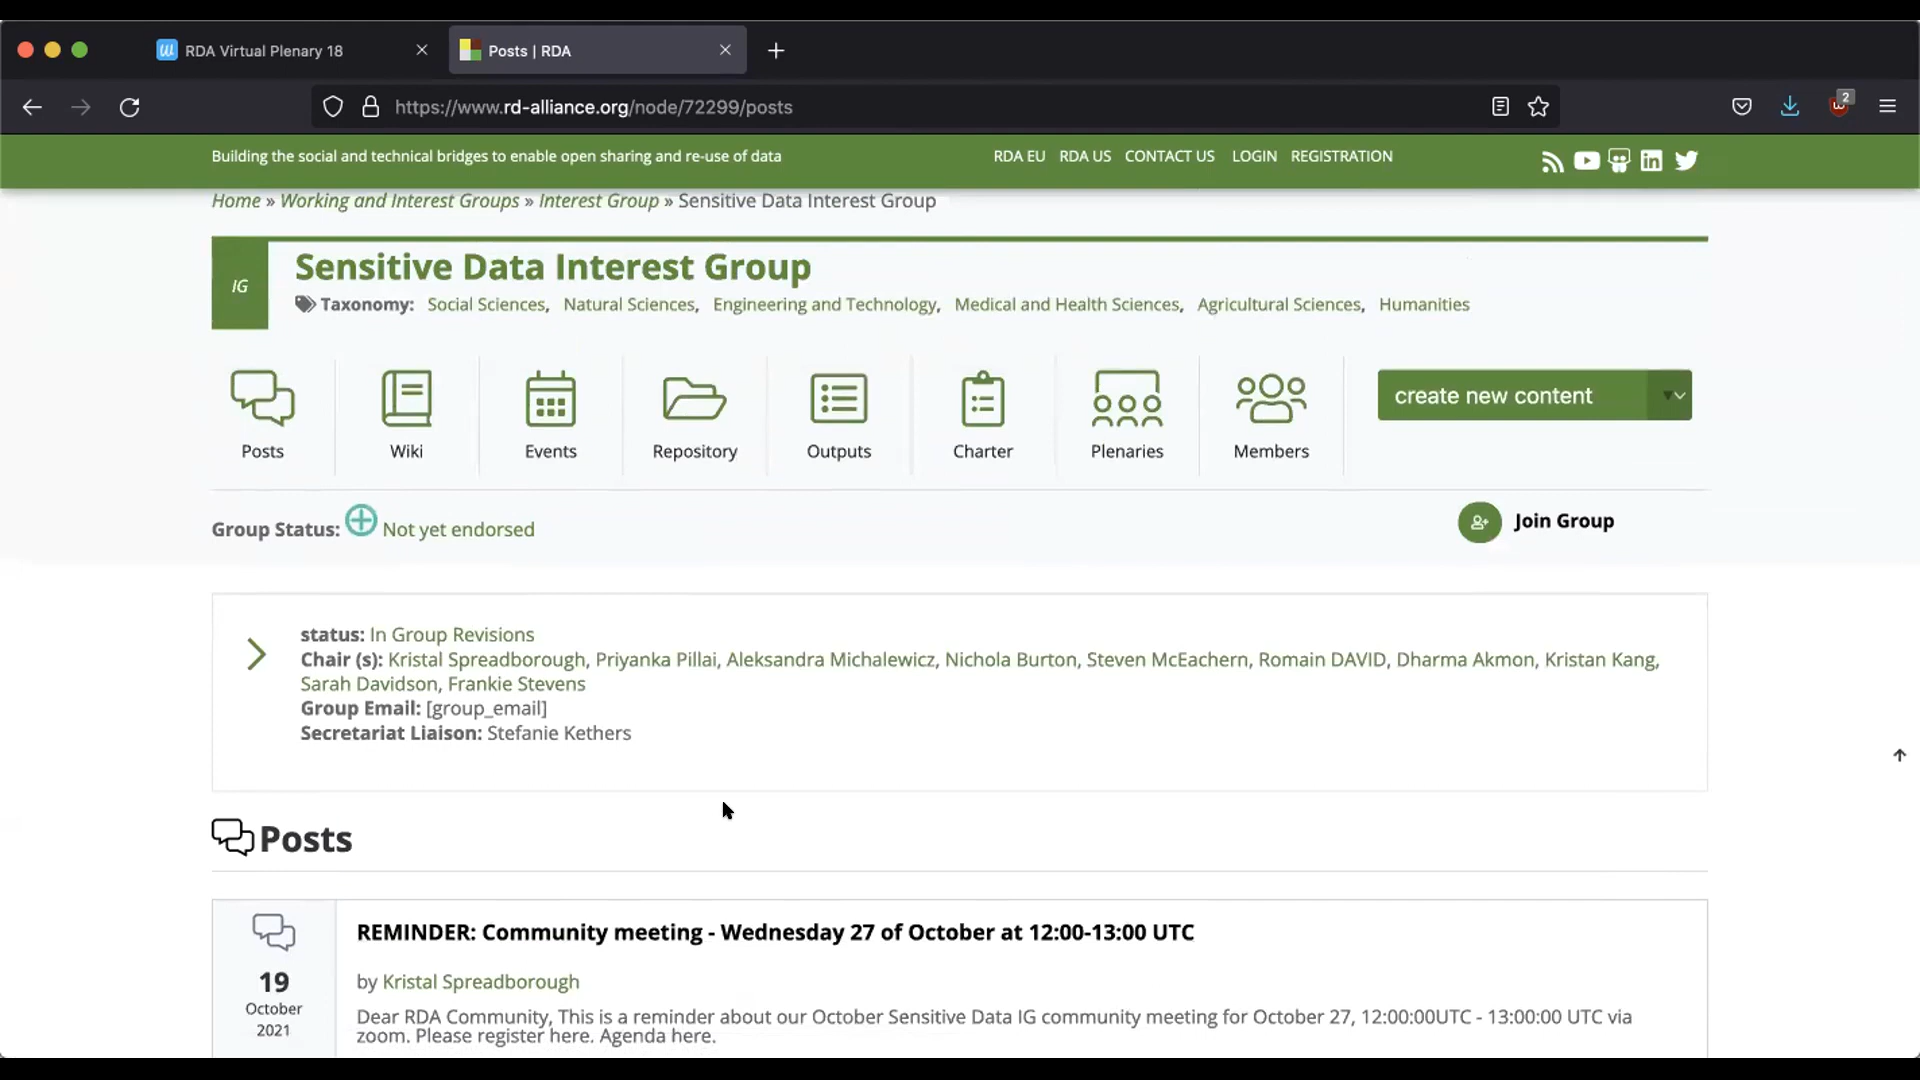 RDA Virtual Plenary 18
Posts | RDA
https://www.rd-alliance.org/node/72299/posts
2
Building the social and technical bridges to enable open sharing and re-use of data
RDA EU RDA US CONTACT US LOGIN REGISTRATION
Home » Working and Interest Groups » Interest Group » Sensitive Data Interest Group
IG
Sensitive Data Interest Group
Taxonomy: Social Sciences, Natural Sciences, Engineering and Technology, Medical and Health Sciences, Agricultural Sciences, Humanities
Posts Wiki Events Repository Outputs Charter Plenaries Members
create new content
Group Status: Not yet endorsed
Join Group
status: In Group Revisions
Chair (s): Kristal Spreadborough, Priyanka Pillai, Aleksandra Michalewicz, Nichola Burton, Steven McEachern, Romain DAVID, Dharma Akmon, Kristan Kang,
Sarah Davidson, Frankie Stevens
Group Email: [group_email]
Secretariat Liaison: Stefanie Kethers
Posts
REMINDER: Community meeting - Wednesday 27 of October at 12:00-13:00 UTC
19
October
2021
by Kristal Spreadborough
Dear RDA Community, This is a reminder about our October Sensitive Data IG community meeting for October 27, 12:00:00UTC - 13:00:00 UTC via
zoom. Please register here. Agenda here.